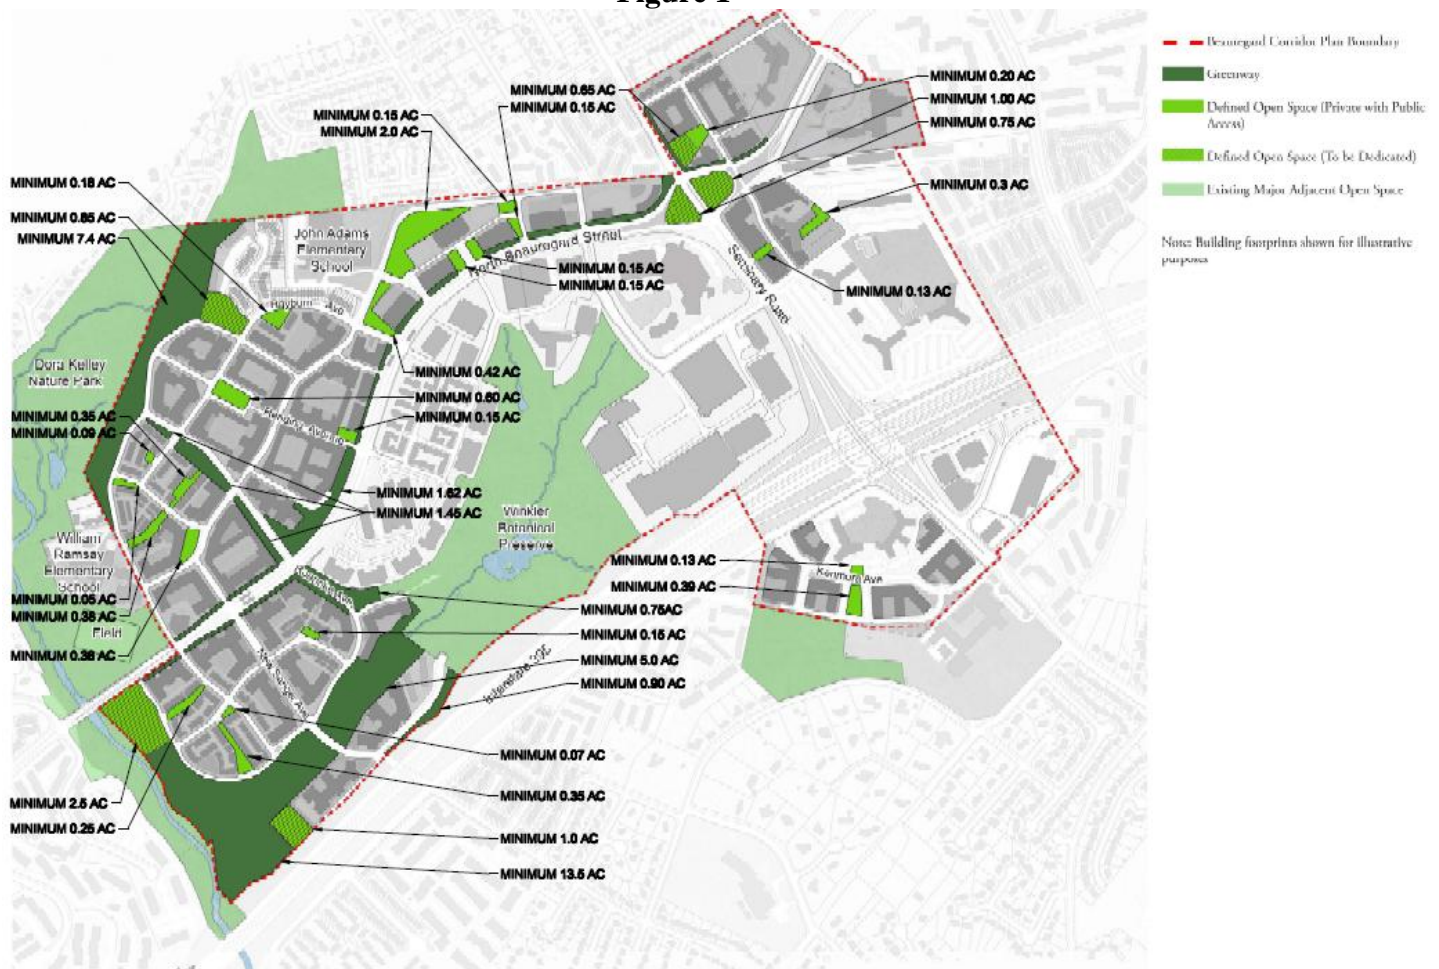 Figure 1
Beauregard Corridor Plan Boundary
Greenway
Defined Open Space (Private with Public
Access)
Defined Open Space (To be Dedicated)
Existing Major Adjacent Open Space
Note: Building footprints shown for illustrative
purposes
MINIMUM 0.65 AC
MINIMUM 0.15 AC
MINIMUM 0.20 AC
MINIMUM 1.00 AC
MINIMUM 0.75 AC
MINIMUM 0.15 AC
MINIMUM 2.0 AC
MINIMUM 0.18 AC
MINIMUM 0.85 AC
MINIMUM 7.4 AC
MINIMUM 0.3 AC
John Adams
Elementary
School
North Beauregard Street
Seminary Road
MINIMUM 0.15 AC
MINIMUM 0.15 AC
MINIMUM 0.13 AC
Rayburn Ave
Dora Kelley
Nature Park
MINIMUM 0.42 AC
MINIMUM 0.60 AC
MINIMUM 0.15 AC
MINIMUM 0.35 AC
MINIMUM 0.09 AC
MINIMUM 1.62 AC
MINIMUM 1.45 AC
Winkler
Botanical
Preserve
William
Ramsay
Elementary
School
Field
MINIMUM 0.05 AC
MINIMUM 0.38 AC
MINIMUM 0.38 AC
MINIMUM 0.13 AC
MINIMUM 0.39 AC
Kenmore Ave
MINIMUM 0.75AC
MINIMUM 0.15 AC
MINIMUM 5.0 AC
MINIMUM 0.90 AC
Interstate 395
MINIMUM 0.07 AC
MINIMUM 0.35 AC
MINIMUM 2.5 AC
MINIMUM 0.25 AC
MINIMUM 1.0 AC
MINIMUM 13.5 AC